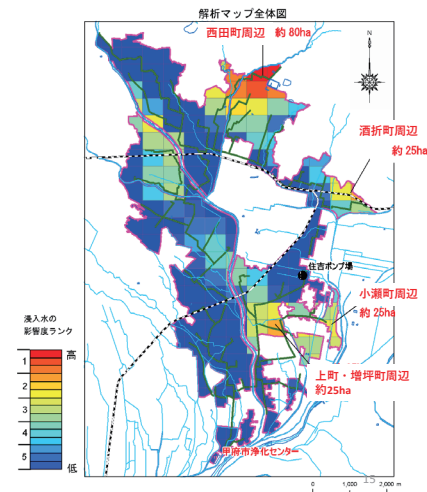 解析マップ全体図
西田町周辺 約80ha
N
酒折町周辺
約25ha
住吉ポンプ場
小瀬町周辺
約25ha
浸入水の
影響度ランク
高
1
2
3
4
5
低
上町・増坪町周辺
約25ha
甲府市浄化センター
15
0 1,000 2,000 m